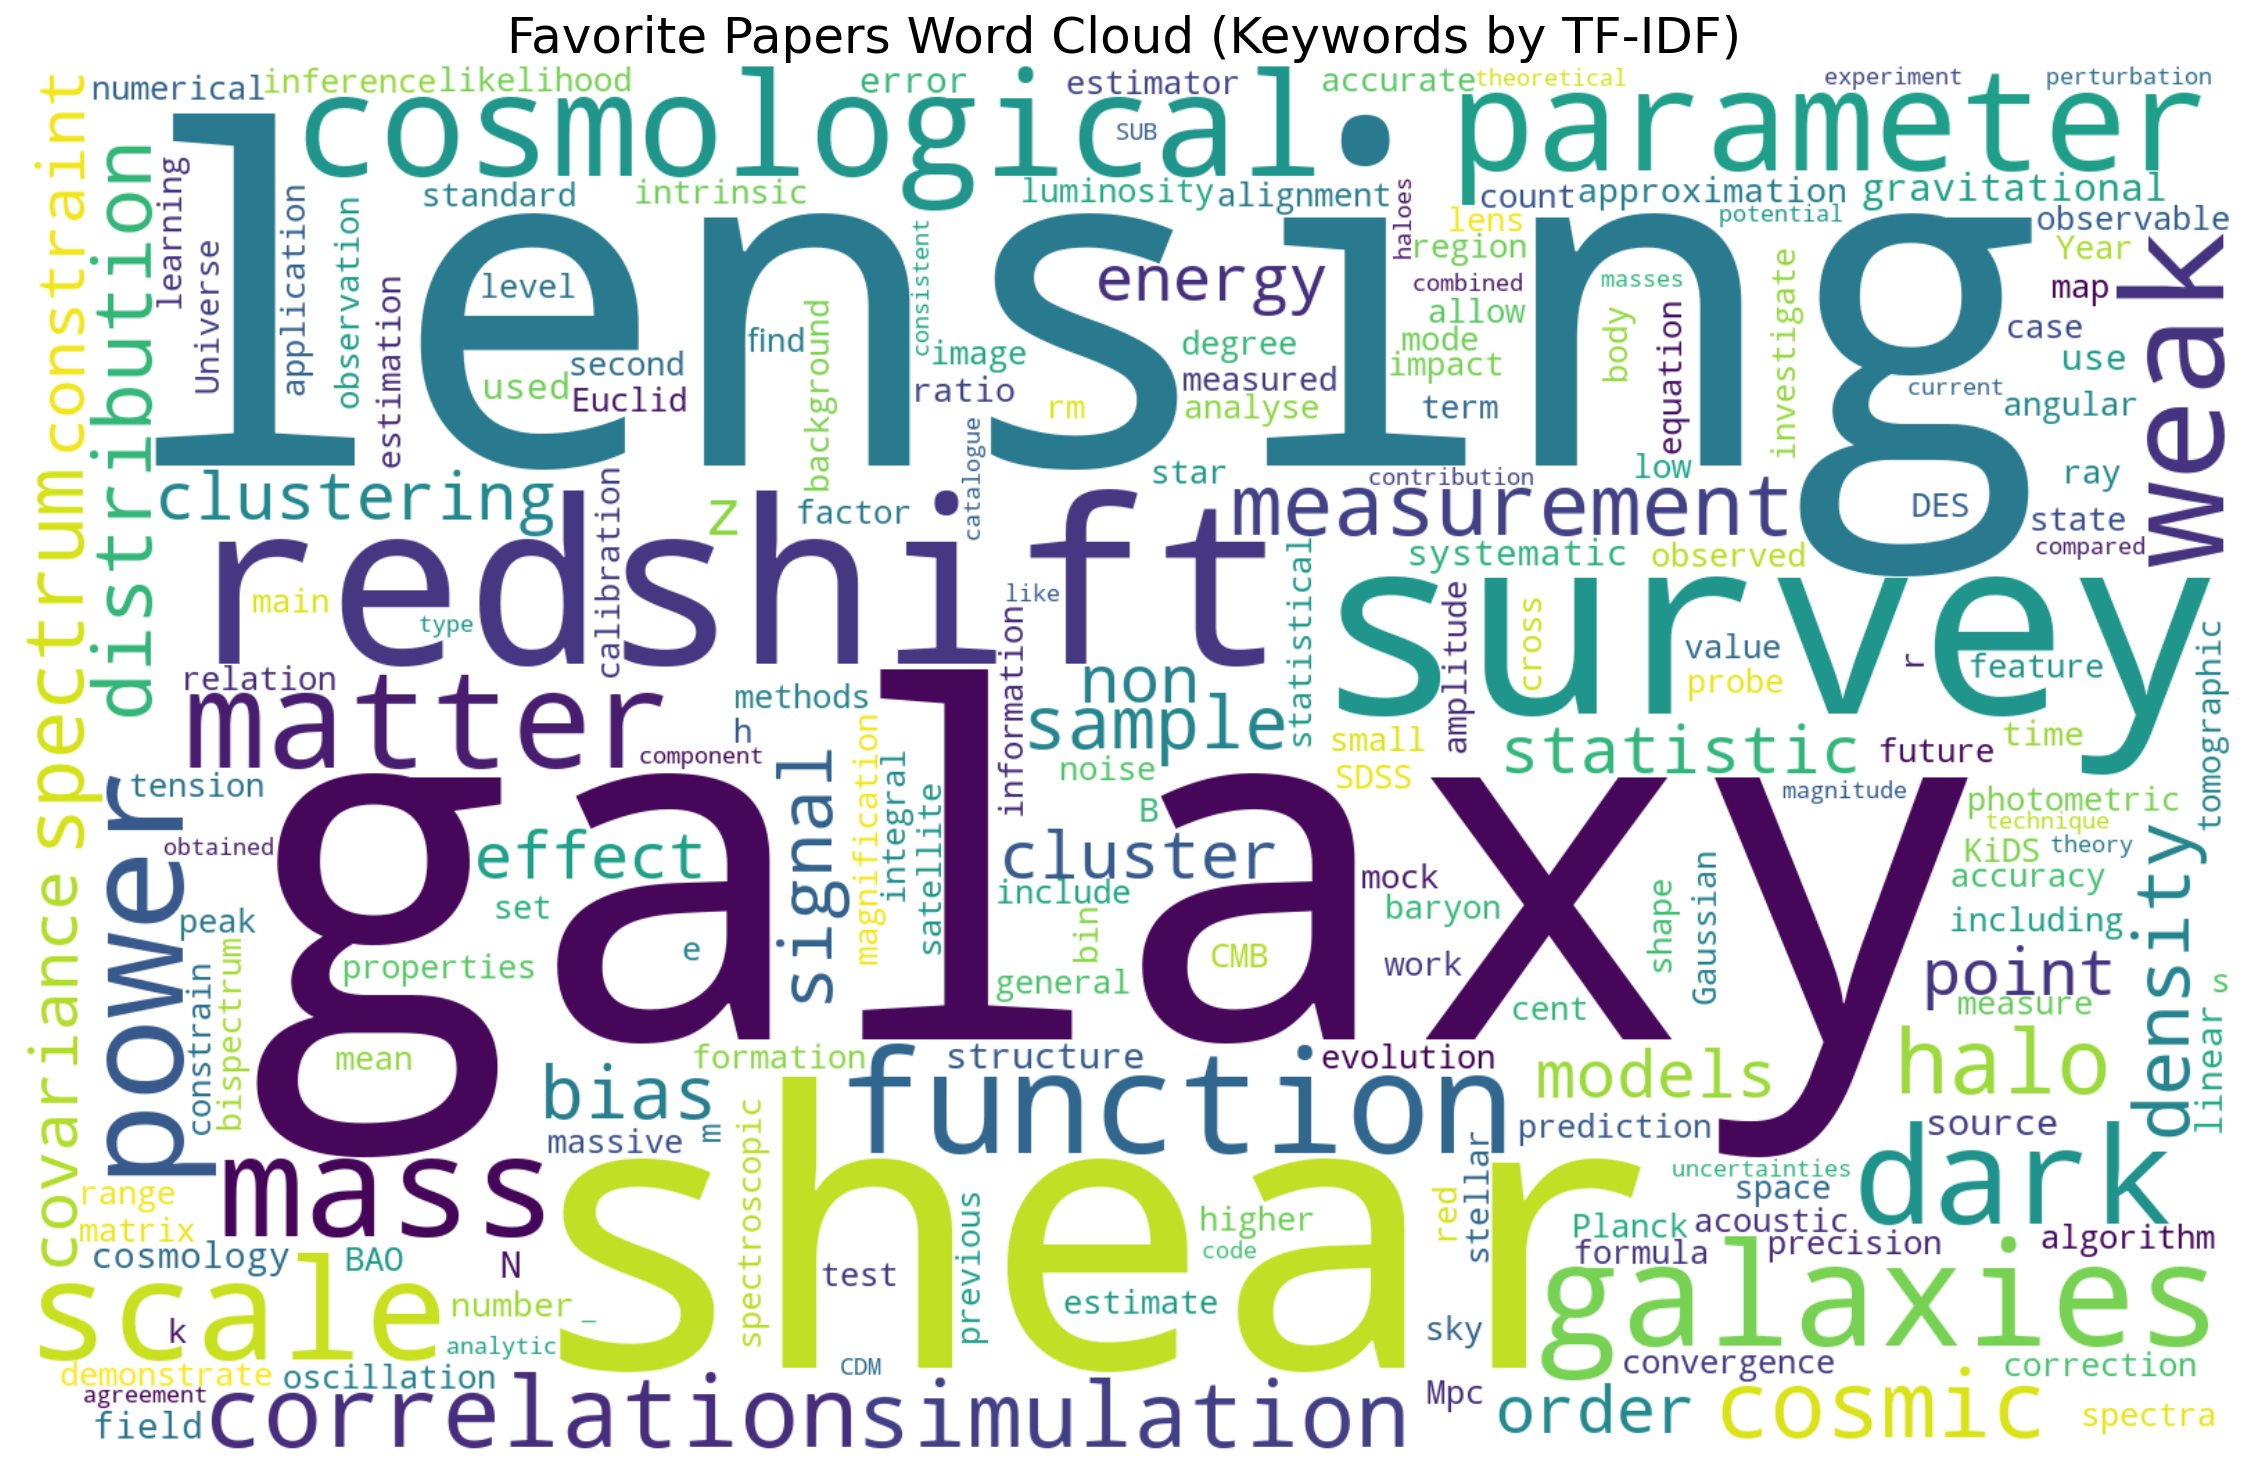 Favorite Papers Word Cloud (Keywords by TF-IDF)
numerical
inference
likelihood
error
estimator
accurate
theoretical
experiment
perturbation
cosmological
parameter
SUB
constraint
distribution
learning
Universe
application
observation
estimation
standard
intrinsic
luminosity
alignment
haloes
count
approximation
gravitational
lens
potential
observable
region
Year
lensing
level
energy
combined
masses
map
weak
consistent
background
find
second
used
Euclid
image
ratio
rm
degree
measured
analyse
allow
mode
impact
term
body
equation
investigate
case
use
current
angular
clustering
calibration
z
factor
catalogue
star
contribution
low
measurement
DES
ray
state
compared
redshift
main
type
like
statistical
systematic
observed
survey
spectrum
relation
matter
methods
h
component
information
non
sample
amplitude
cross
value
probe
r
feature
tomographic
small
SDSS
statistic
future
time
noise
tension
power
obtained
galaxy
signal
magnification
integral
satellite
B
magnitude
photometric
technique
KiDS
theory
effect
cluster
set
include
mock
baryon
accuracy
including
density
peak
covariance
constrain
bispectrum
properties
e
bin
CMB
general
work
shape
Gaussian
cent
point
measure
s
linear
mean
formation
structure
evolution
function
models
halo
bias
massive
m
prediction
source
mass
spectroscopic
shear
stellar
uncertainties
space
dark
range
matrix
previous
higher
code
red
Planck
acoustic
formula
precision
algorithm
cosmology
BAO
N
test
scale
number
_
estimate
galaxies
k
analytic
sky
demonstrate
oscillation
CDM
convergence
correction
agreement
field
correlation
simulation
Mpc
order
cosmic
spectra